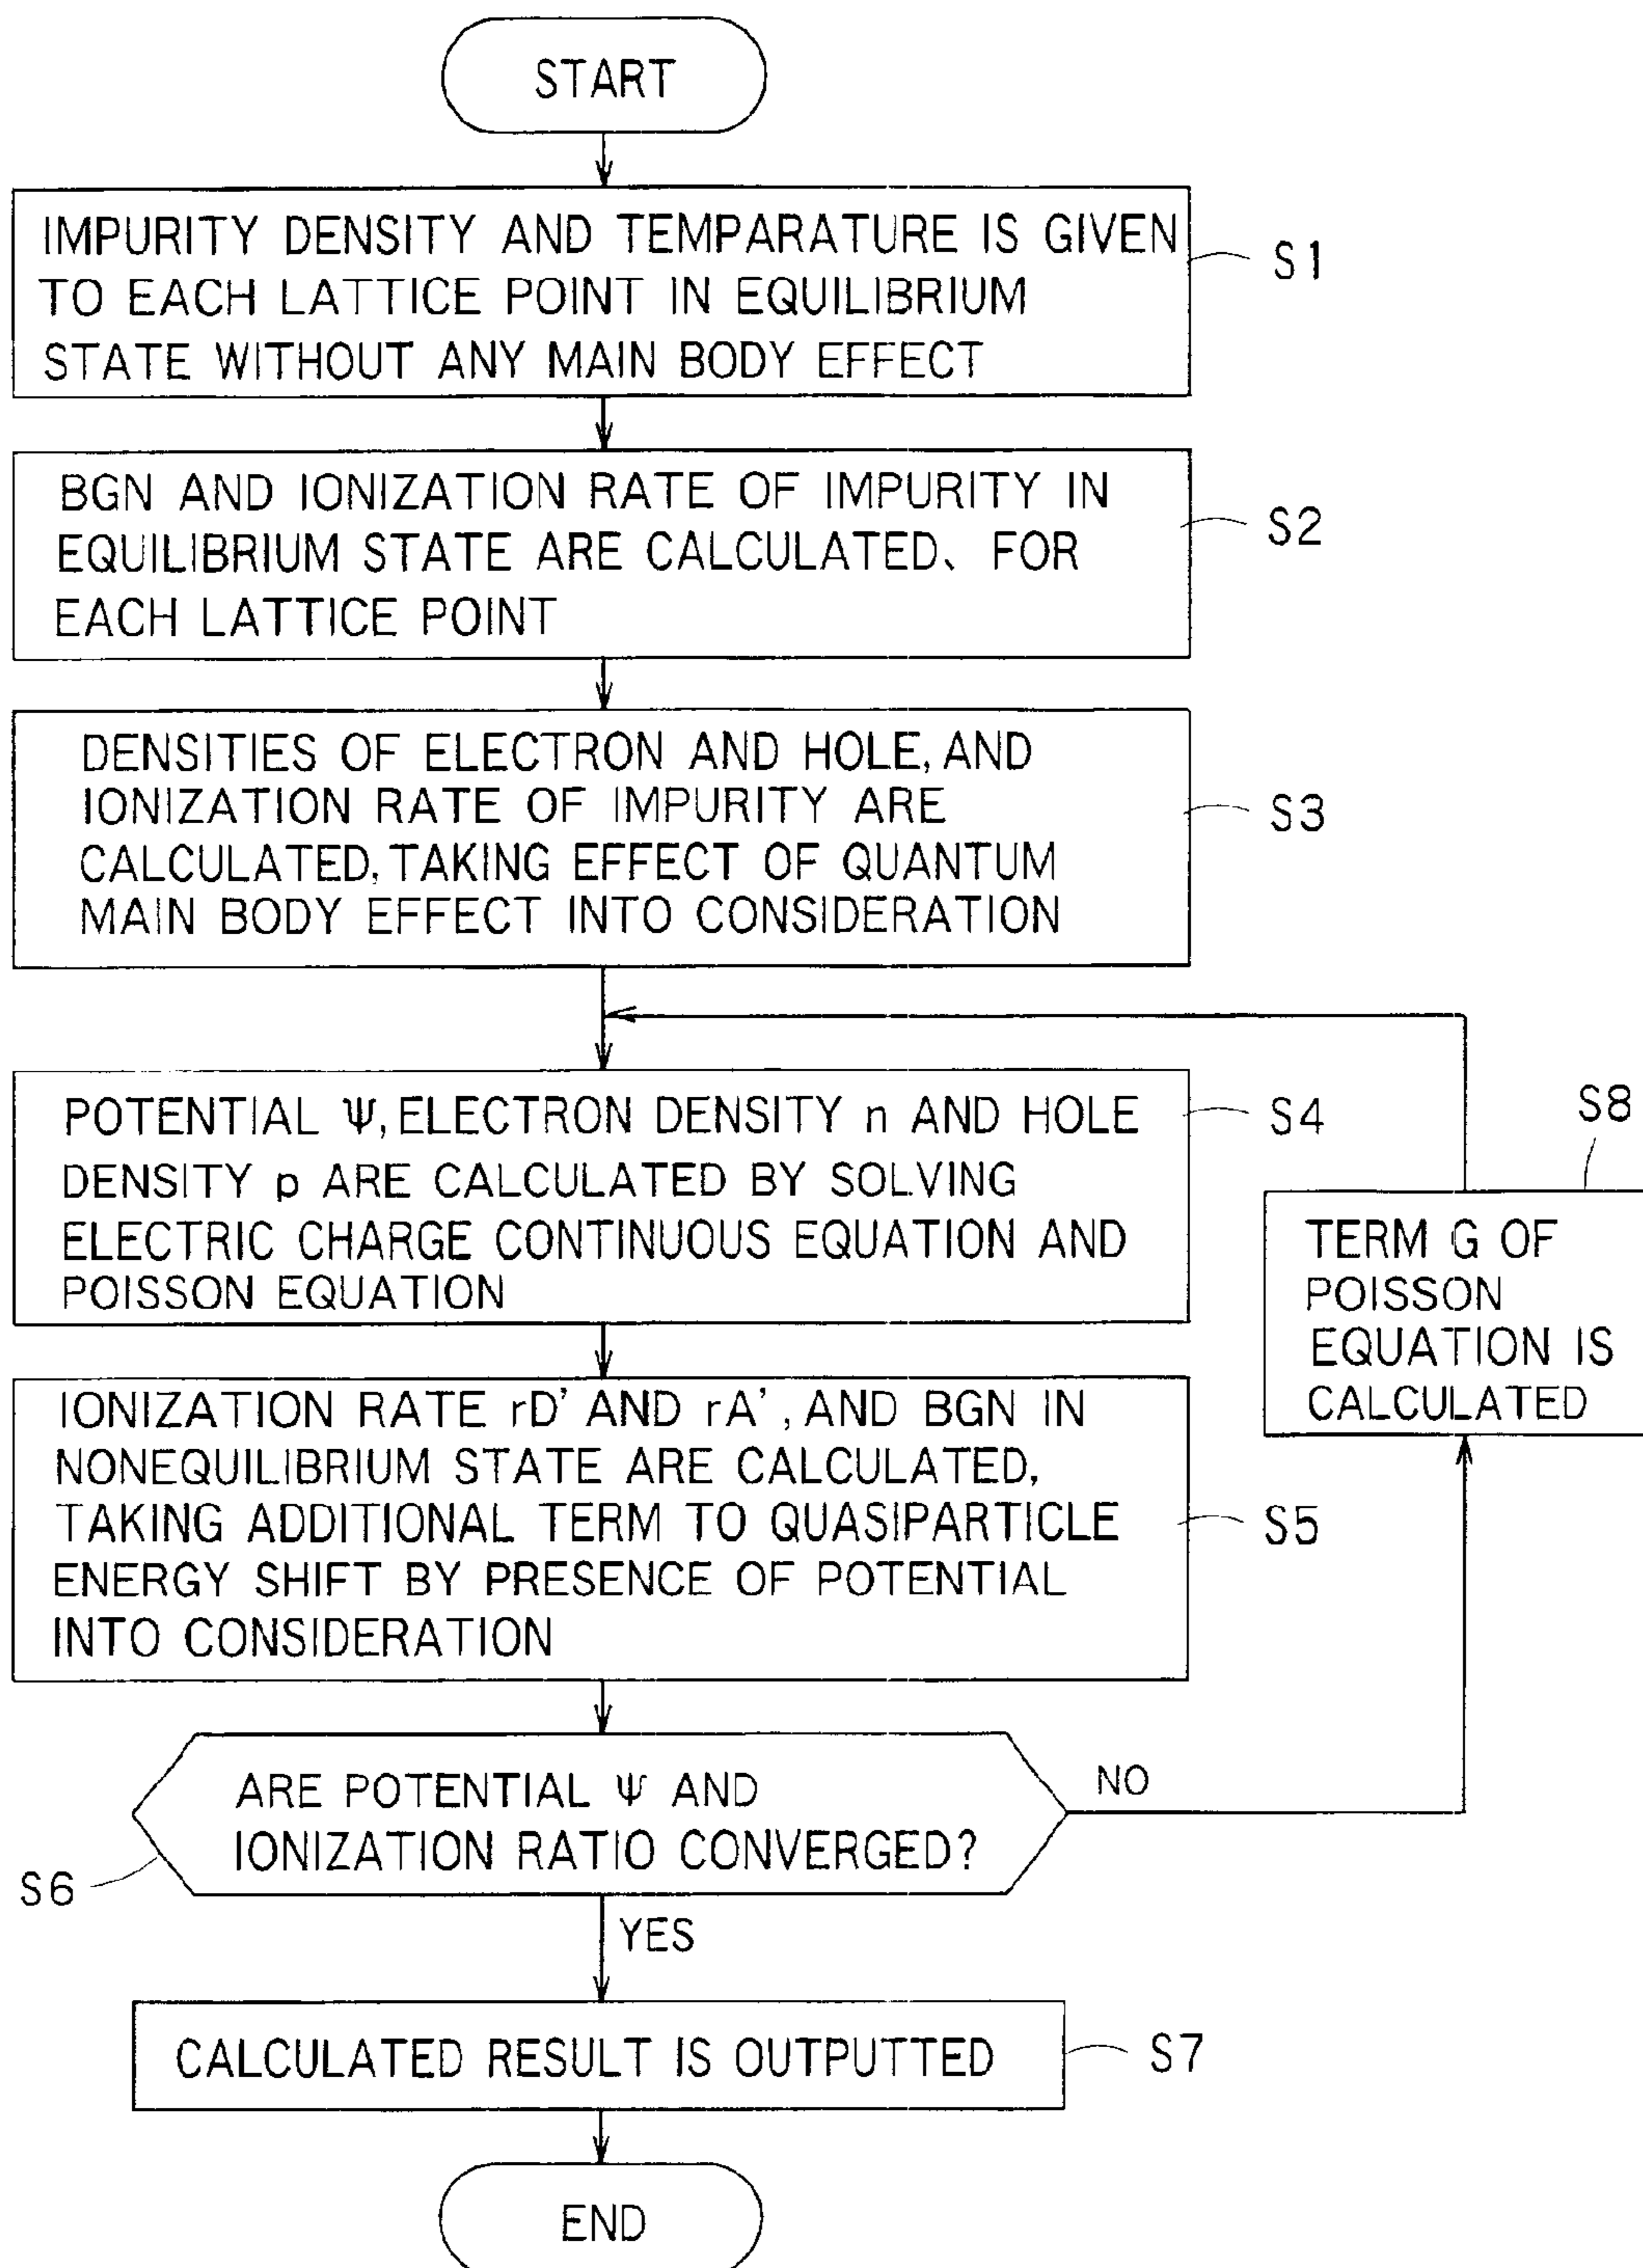 START
IMPURITY DENSITY AND TEMPARATURE IS GIVEN
TO EACH LATTICE POINT IN EQUILIBRIUM
STATE WITHOUT ANY MAIN BODY EFFECT
S1
BGN AND IONIZATION RATE OF IMPURITY IN
EQUILIBRIUM STATE ARE CALCULATED、FOR
EACH LATTICE POINT
S2
DENSITIES OF ELECTRON AND HOLE, AND
IONIZATION RATE OF IMPURITY ARE
CALCULATED, TAKING EFFECT OF QUANTUM
MAIN BODY EFFECT INTO CONSIDERATION
S3
POTENTIAL Ψ, ELECTRON DENSITY n AND HOLE
DENSITY p ARE CALCULATED BY SOLVING
ELECTRIC CHARGE CONTINUOUS EQUATION AND
POISSON EQUATION
S4
S8
TERM G OF
POISSON
EQUATION IS
CALCULATED
IONIZATION RATE rD' AND rA', AND BGN IN
NONEQUILIBRIUM STATE ARE CALCULATED,
TAKING ADDITIONAL TERM TO QUASIPARTICLE
ENERGY SHIFT BY PRESENCE OF POTENTIAL
INTO CONSIDERATION
S5
ARE POTENTIAL Ψ AND
IONIZATION RATIO CONVERGED?
NO
S6
YES
CALCULATED RESULT IS OUTPUTTED
S7
END